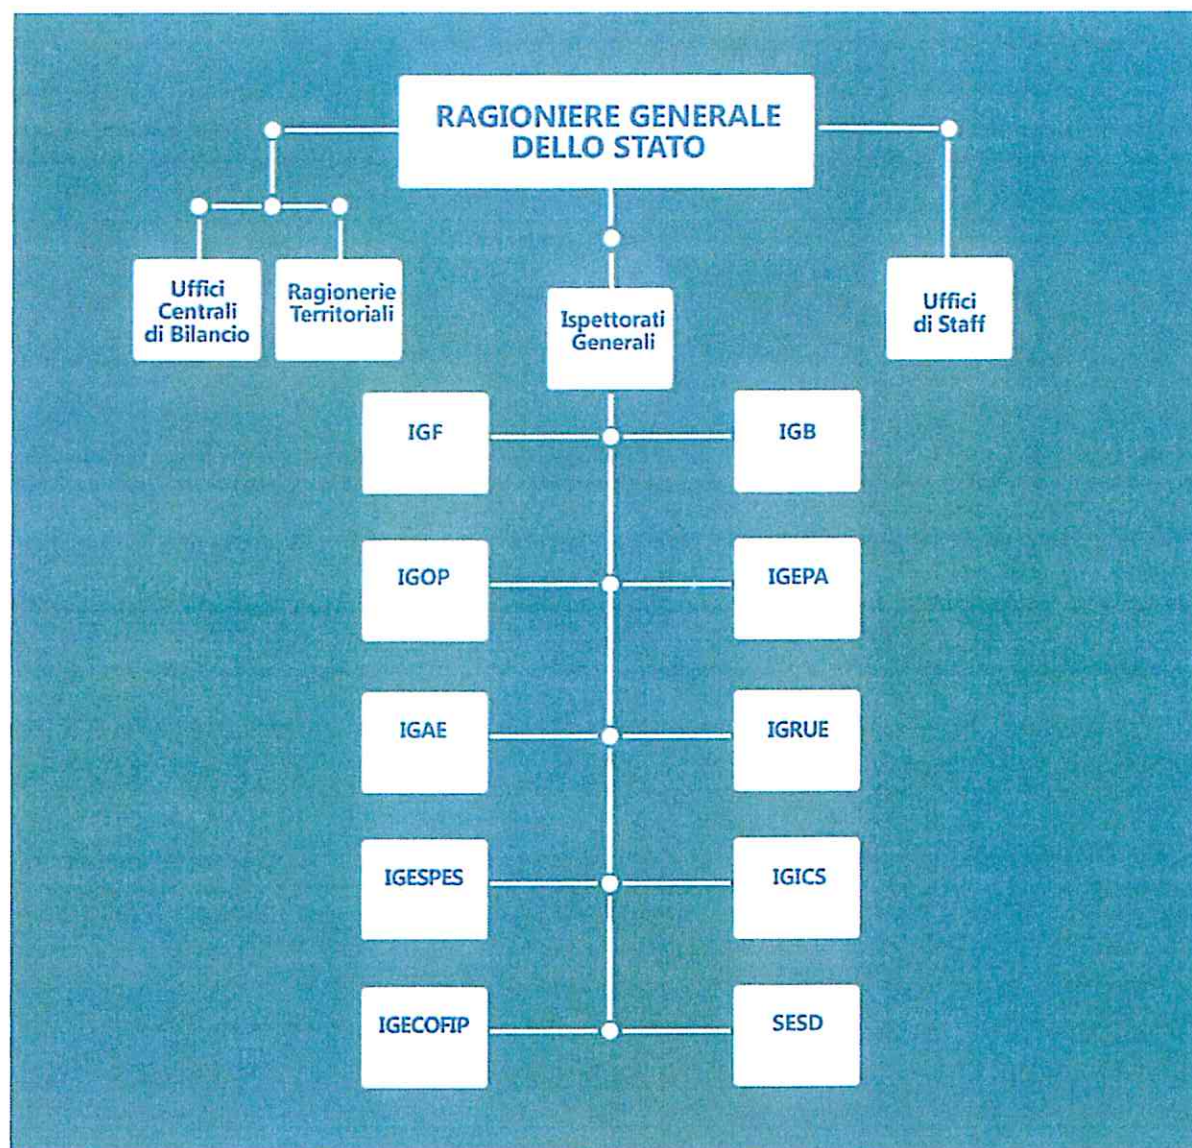 RAGIONIERE GENERALE
DELLO STATO
Uffici
Centrali
di Bilancio
Ragionerie
Territoriali
Ispettorati
Generali
Uffici
di Staff
IGF
IGB
IGOP
IGEPA
IGAE
IGRUE
IGESPES
IGICS
IGECOFIP
SESD